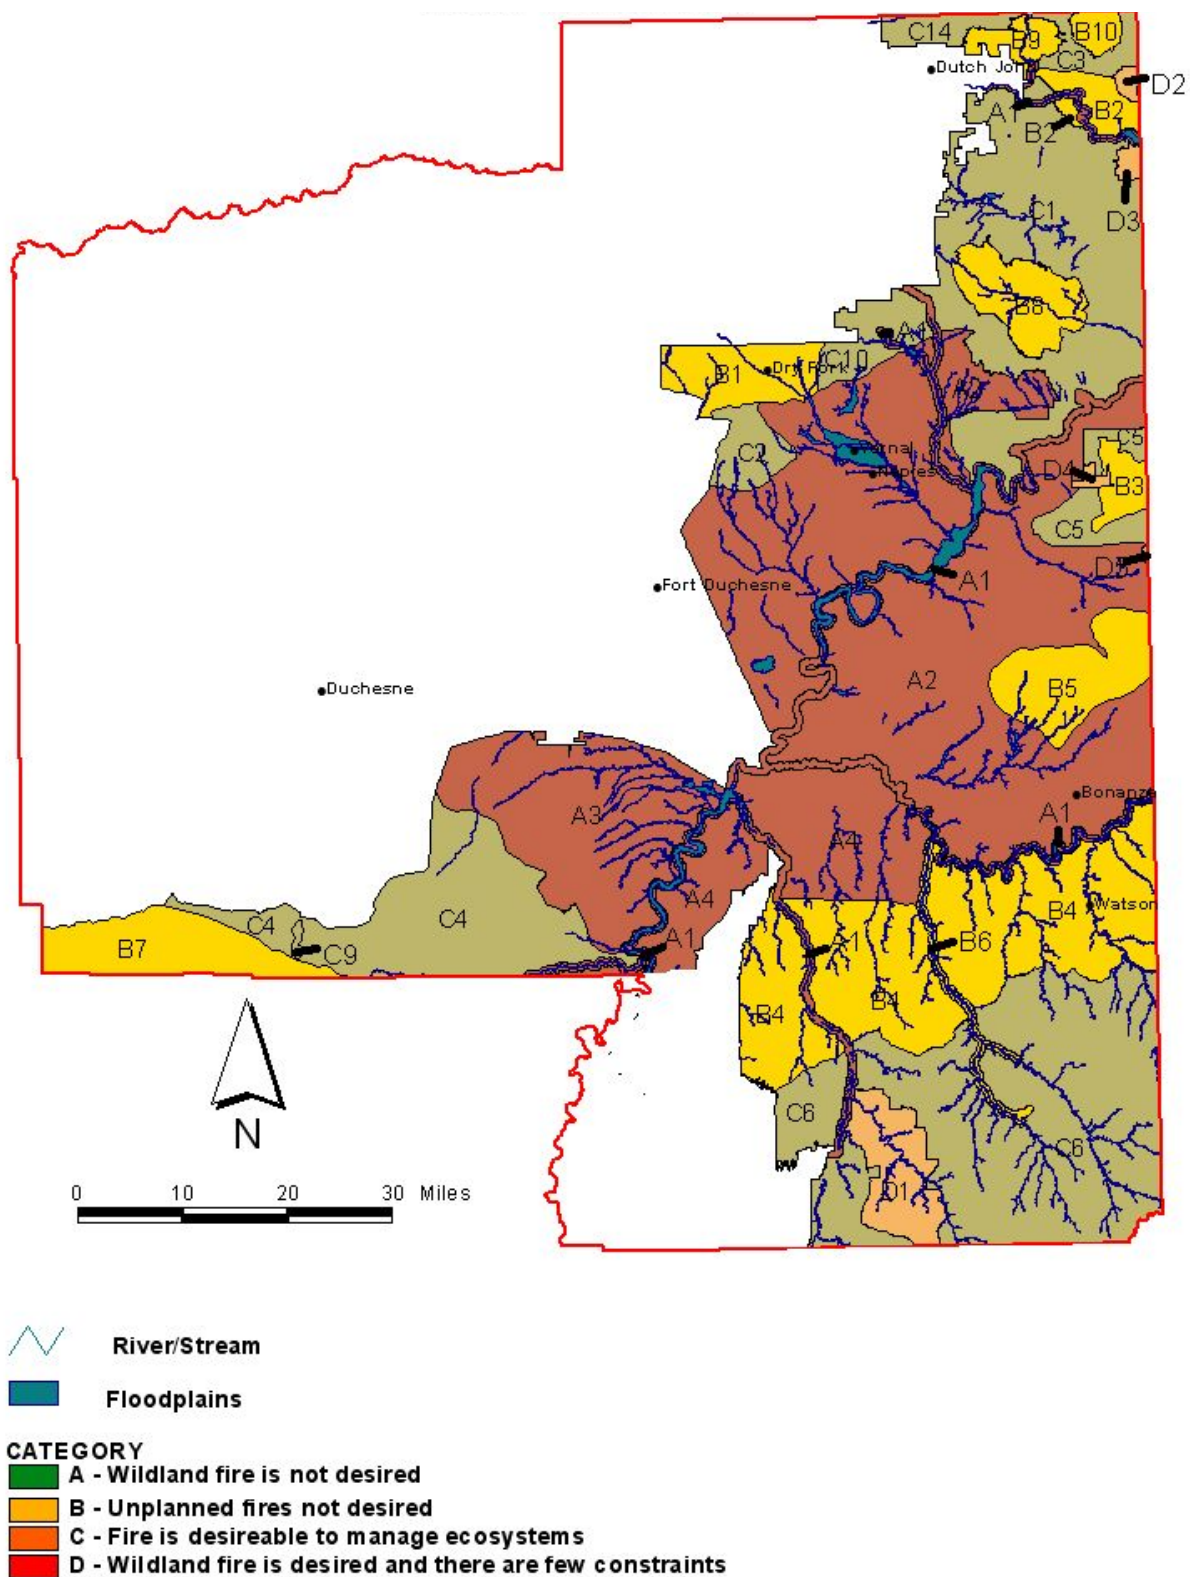 C14
B9
B10
C3
Dutch Jo
D2
A1
B2
B2
C1
D3
B8
A1
C10
B1
Dry Fork
C5
C2
D4
B3
C5
A1
Fort Duchesne
A2
B5
Duchesne
Bonanza
A1
A3
A4
A4
B4
Watson
C4
C4
A1
A1
B6
B7
C9
B4
B4
N
C6
C6
D1
0 10 20 30 Miles
River/Stream
Floodplains
CATEGORY
A - Wildland fire is not desired
B - Unplanned fires not desired
C - Fire is desireable to manage ecosystems
D - Wildland fire is desired and there are few constraints